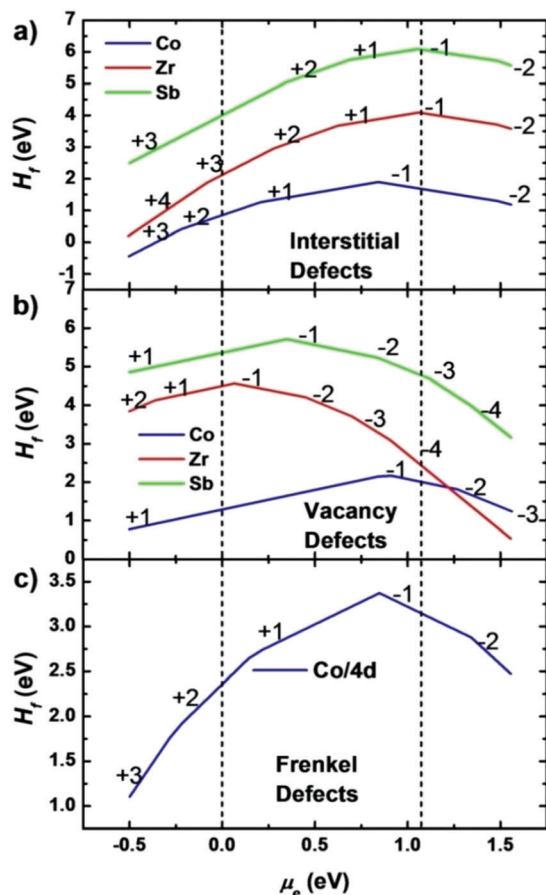 a)
7
6
5
4
3
2
1
0
-1
H_f (eV)
Co
Zr
Sb
+3 +2 +1 -1 -2
+4 +3 +2 +1 -1 -2
+3 +2 +1 -1 -2
Interstitial
Defects
b)
7
6
5
4
3
2
1
0
H_f (eV)
+1 -1 -2 -3 -4
+2 +1 -1 -2 -3 -4
Co
Zr
Sb
+1 -1 -2 -3
Vacancy
Defects
c)
3.5
3.0
2.5
2.0
1.5
1.0
H_f (eV)
+3 +2 +1 -1 -2
Co/4d
Frenkel
Defects
-0.5 0.0 0.5 1.0 1.5
μ_e (eV)